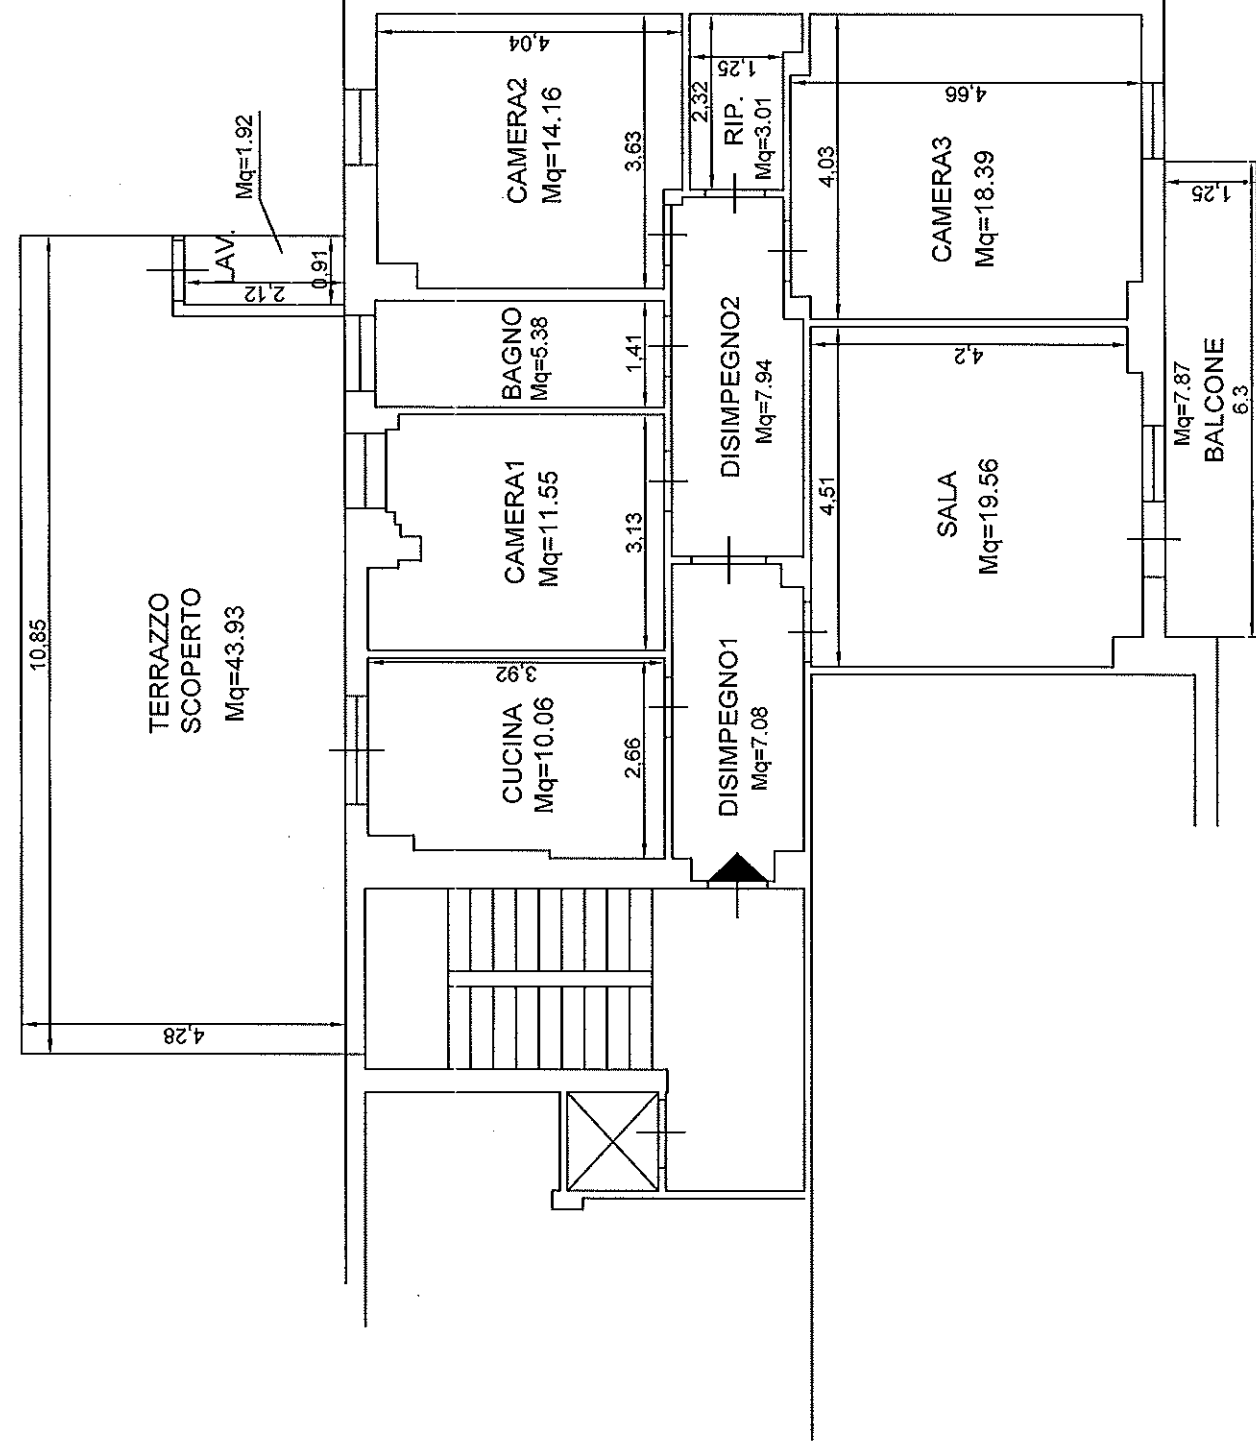 10,85
TERRAZZO
SCOPERTO
Mq=43.93
4,28
Mq=1.92
LAV.
2,12
0,91
CUCINA
Mq=10.06
3,92
2,66
CAMERA1
Mq=11.55
3,13
BAGNO
Mq=5.38
1,41
CAMERA2
Mq=14.16
4,04
3,63
DISIMPEGNO1
Mq=7.08
DISIMPEGNO2
Mq=7.94
2,32
1,25
RIP.
Mq=3.01
4,51
SALA
Mq=19.56
4,2
4,03
CAMERA3
Mq=18.39
4,66
Mq=7.87
BALCONE
6.3
1,25